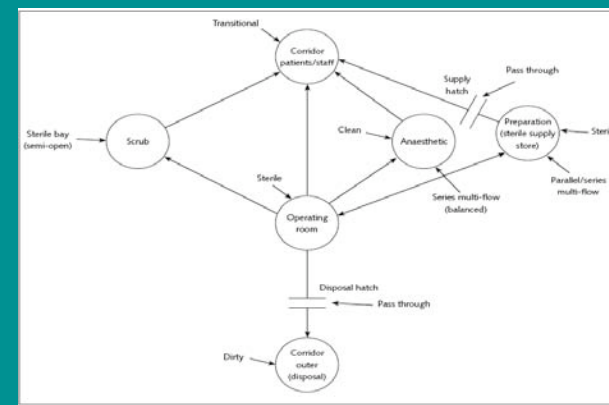 Transitional
Corridor
patients/staff
Supply
hatch
Pass through
Sterile bay
(semi-open)
Scrub
Clean
Anaesthetic
Preparation
(sterile supply
store)
Sterile
Series multi-flow
(balanced)
Parallel/series
multi-flow
Operating
room
Disposal hatch
Pass through
Dirty
Corridor
outer
(disposal)